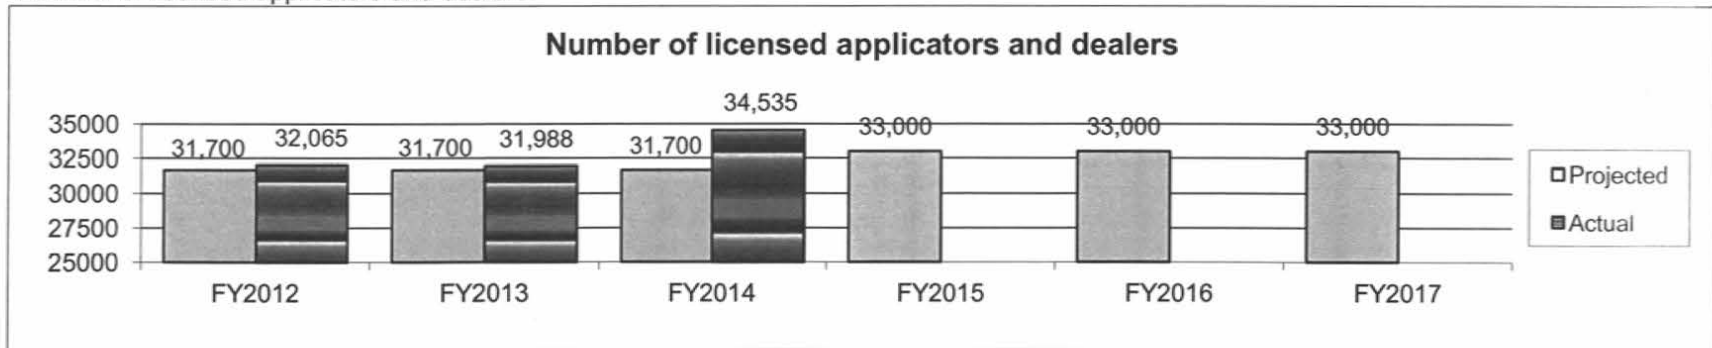 Number of licensed applicators and dealers
34,535
35000
32500
30000
27500
25000
31,700 32,065 31,700 31,988 31,700 33,000 33,000 33,000
FY2012 FY2013 FY2014 FY2015 FY2016 FY2017
Projected
Actual